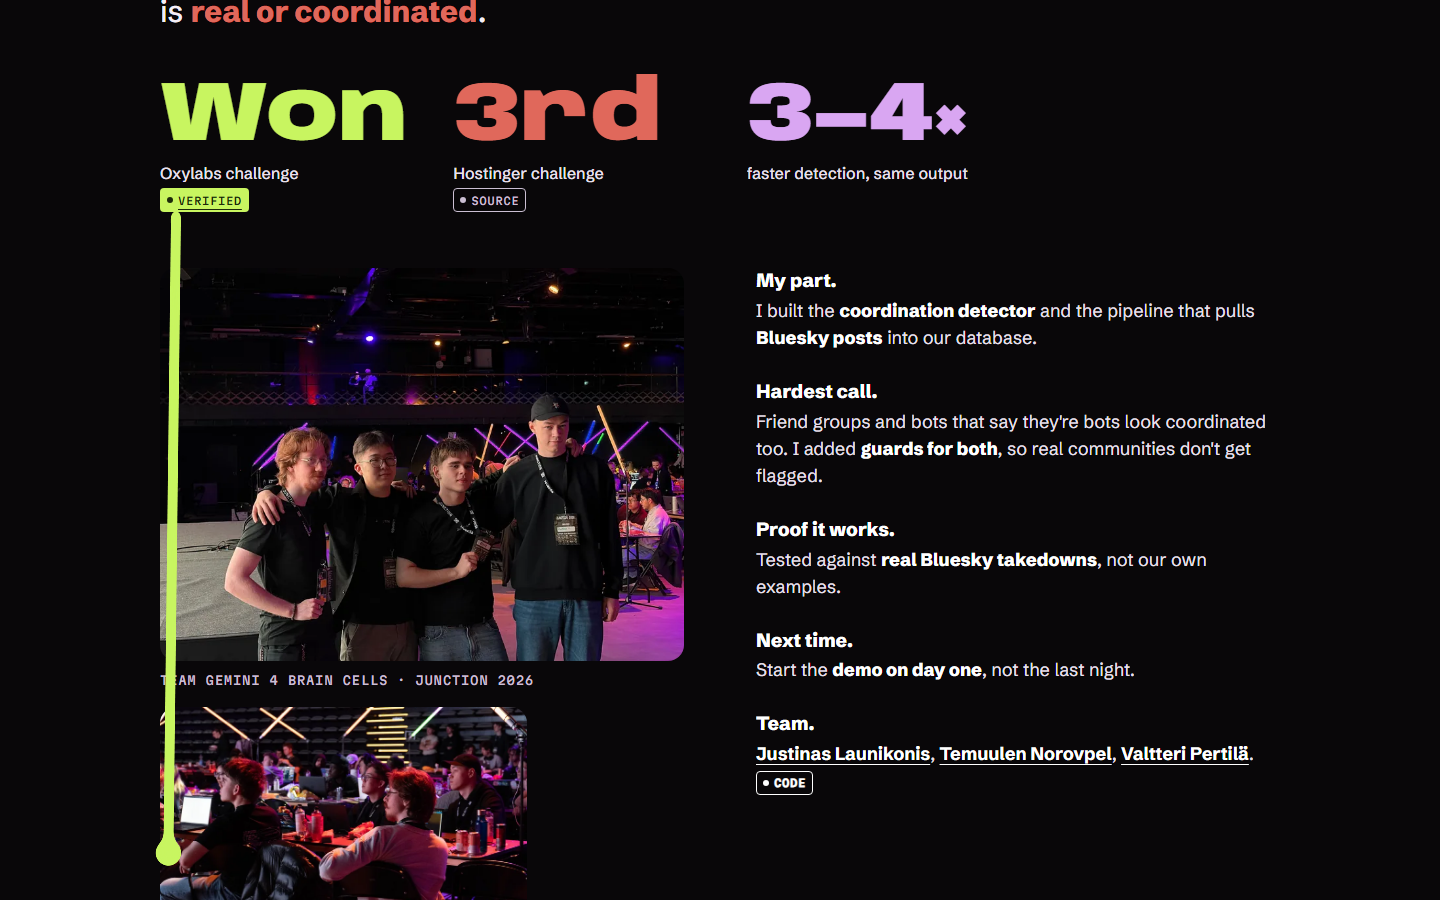 is real or coordinated.
Won
3rd
3–4×
Oxylabs challenge
Hostinger challenge
faster detection, same output
VERIFIED
SOURCE
My part.
I built the coordination detector and the pipeline that pulls
Bluesky posts into our database.
Hardest call.
Friend groups and bots that say they're bots look coordinated
too. I added guards for both, so real communities don't get
flagged.
Proof it works.
Tested against real Bluesky takedowns, not our own
examples.
Next time.
Start the demo on day one, not the last night.
Team.
Justinas Launikonis, Temuulen Norovpel, Valtteri Pertilä.
CODE
TEAM GEMINI 4 BRAIN CELLS · JUNCTION 2026